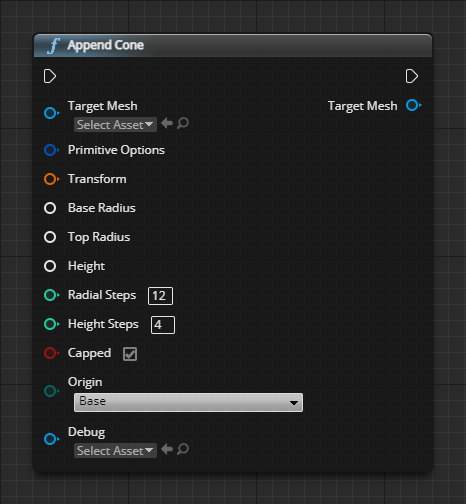 f Append Cone
Target Mesh Target Mesh
Select Asset
Primitive Options
Transform
Base Radius
Top Radius
Height
Radial Steps 12
Height Steps 4
Capped
Origin
Base
Debug
Select Asset